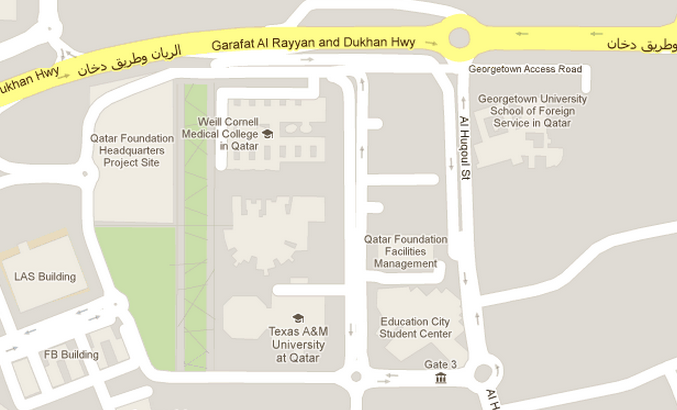 Garafat Al Rayyan and Dukhan Hwy
الريان وطريق دخان
وطريق دخان
ukhan Hwy
Georgetown Access Road
Georgetown University
School of Foreign
Service in Qatar
Weill Cornell
Medical College
in Qatar
Al Huqoul St
Qatar Foundation
Headquarters
Project Site
Qatar Foundation
Facilities
Management
LAS Building
Texas A&M
University
at Qatar
Education City
Student Center
FB Building
Gate 3
Al H